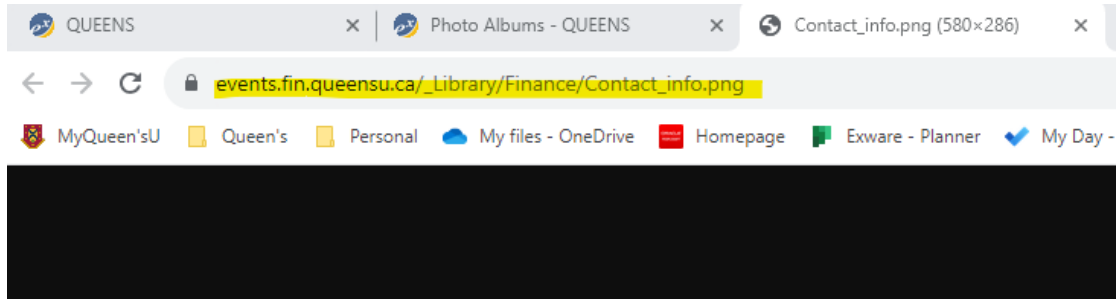 QUEENS Photo Albums - QUEENS Contact_info.png (580×286)
events.fin.queensu.ca/_Library/Finance/Contact_info.png
MyQueen'sU Queen's Personal My files - OneDrive Homepage Exware - Planner My Day -